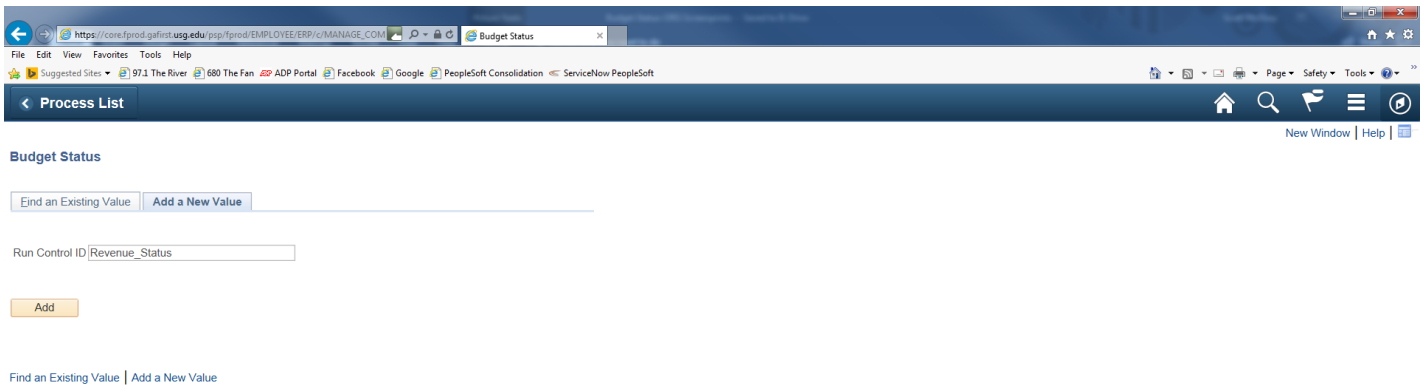 https://core.fprod.gafirst.usg.edu/psp/fprod/EMPLOYEE/ERP/c/MANAGE_COM
Budget Status
File Edit View Favorites Tools Help
Suggested Sites 97.1 The River 680 The Fan ADP Portal Facebook Google PeopleSoft Consolidation ServiceNow PeopleSoft Page Safety Tools
Process List
New Window | Help |
Budget Status
Find an Existing Value Add a New Value
Run Control ID Revenue_Status
Add
Find an Existing Value | Add a New Value